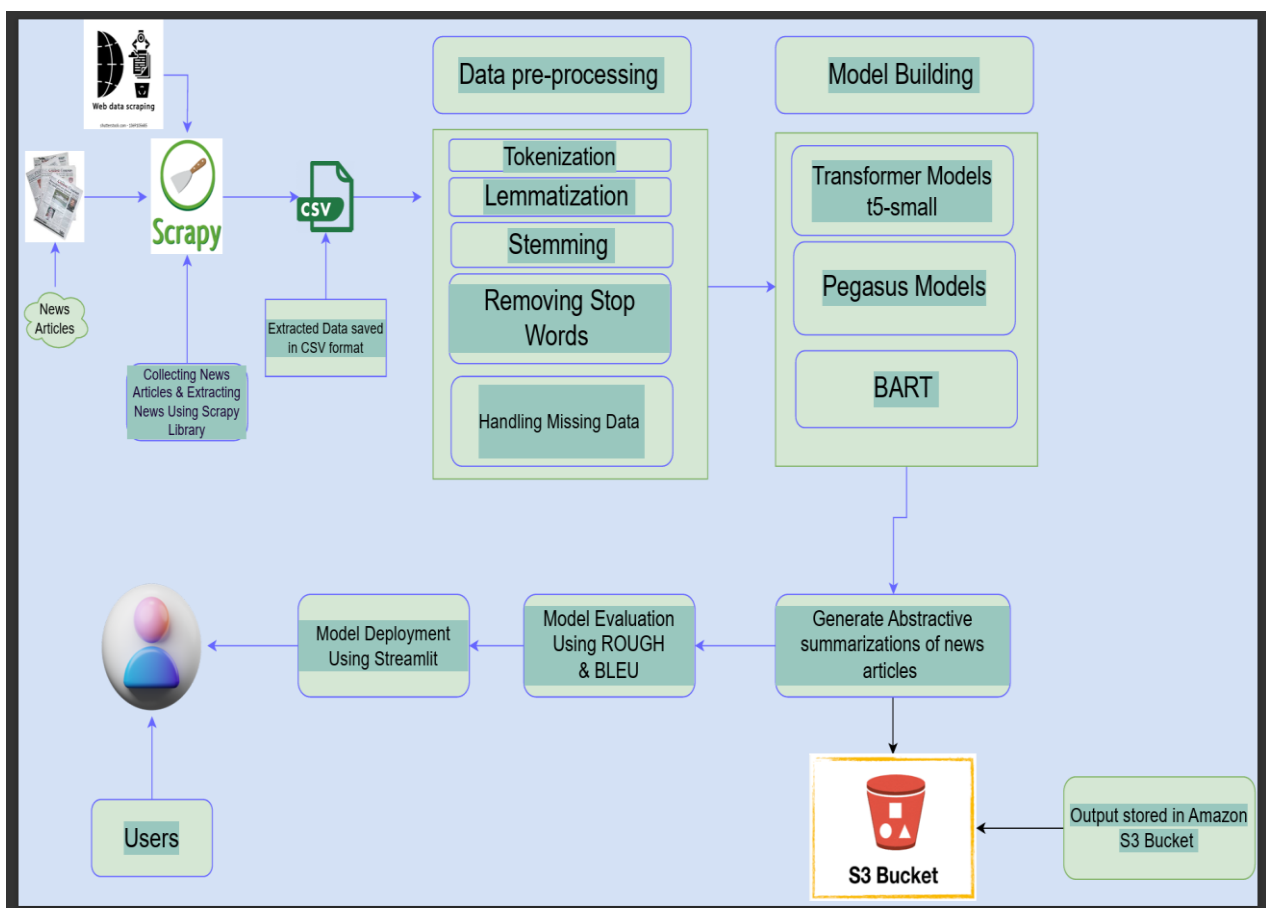 Web data scraping
Data pre-processing
Model Building
Scrapy
CSV
News
Articles
Collecting News
Articles & Extracting
News Using Scrapy
Library
Extracted Data saved
in CSV format
Tokenization
Lemmatization
Stemming
Removing Stop
Words
Handling Missing Data
Transformer Models
t5-small
Pegasus Models
BART
Generate Abstractive
summarizations of news
articles
Model Evaluation
Using ROUGH
& BLEU
Model Deployment
Using Streamlit
Users
S3 Bucket
Output stored in Amazon
S3 Bucket